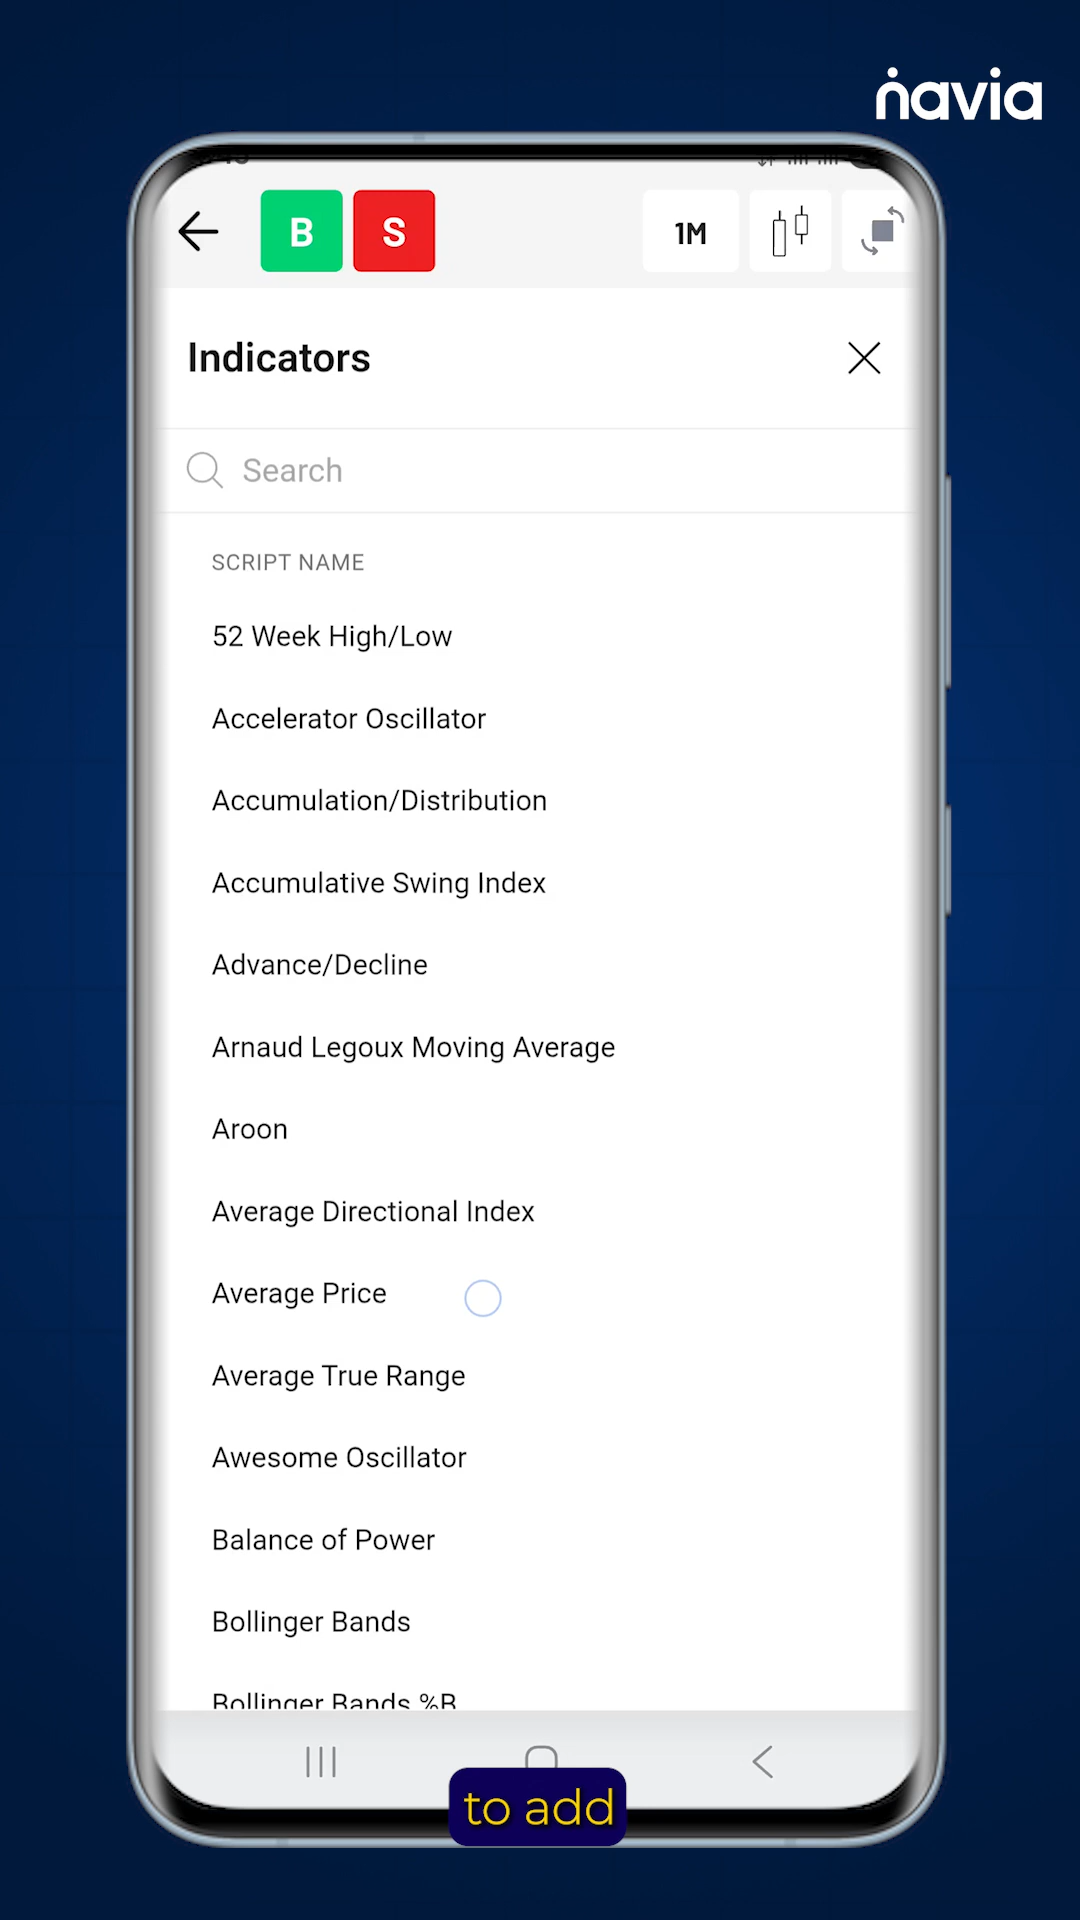 navia
B S 1M
Indicators
Search
SCRIPT NAME
52 Week High/Low
Accelerator Oscillator
Accumulation/Distribution
Accumulative Swing Index
Advance/Decline
Arnaud Legoux Moving Average
Aroon
Average Directional Index
Average Price
Average True Range
Awesome Oscillator
Balance of Power
Bollinger Bands
Bollinger Bands %B
to add